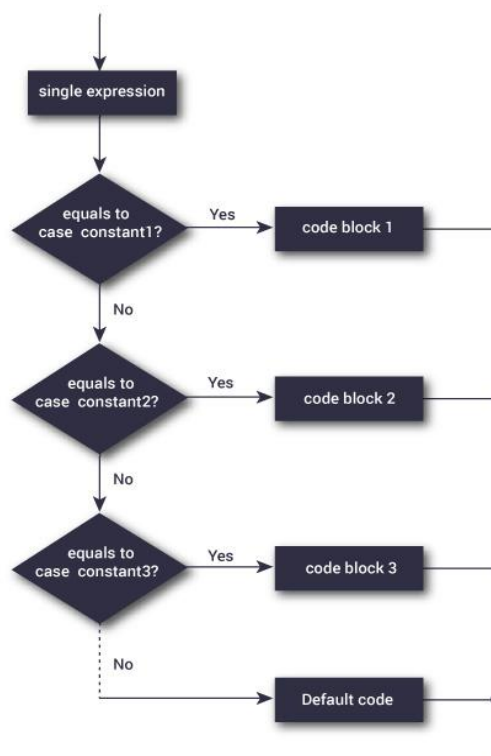 single expression
equals to
case constant1?
Yes
code block 1
No
equals to
case constant2?
Yes
code block 2
No
equals to
case constant3?
Yes
code block 3
No
Default code